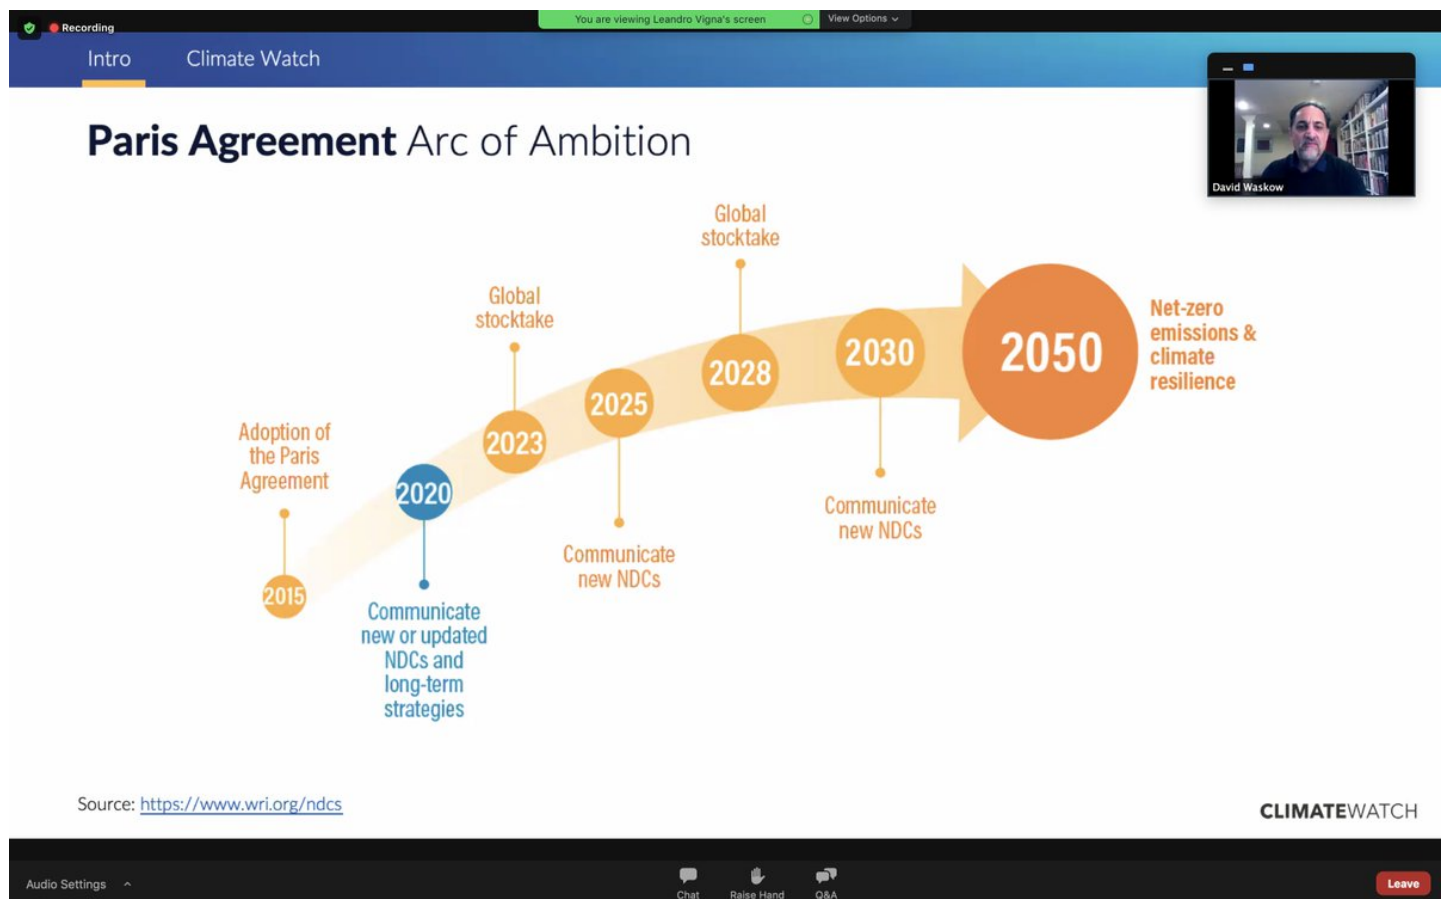 Recording
You are viewing Leandro Vigna's screen
View Options
Intro
Climate Watch
David Waskow
Paris Agreement Arc of Ambition
Adoption of
the Paris
Agreement
2015
2020
Communicate
new or updated
NDCs and
long-term
strategies
Global
stocktake
2023
2025
Communicate
new NDCs
Global
stocktake
2028
2030
Communicate
new NDCs
2050
Net-zero
emissions &
climate
resilience
Source: https://www.wri.org/ndcs
CLIMATEWATCH
Audio Settings
Chat
Raise Hand
Q&A
Leave